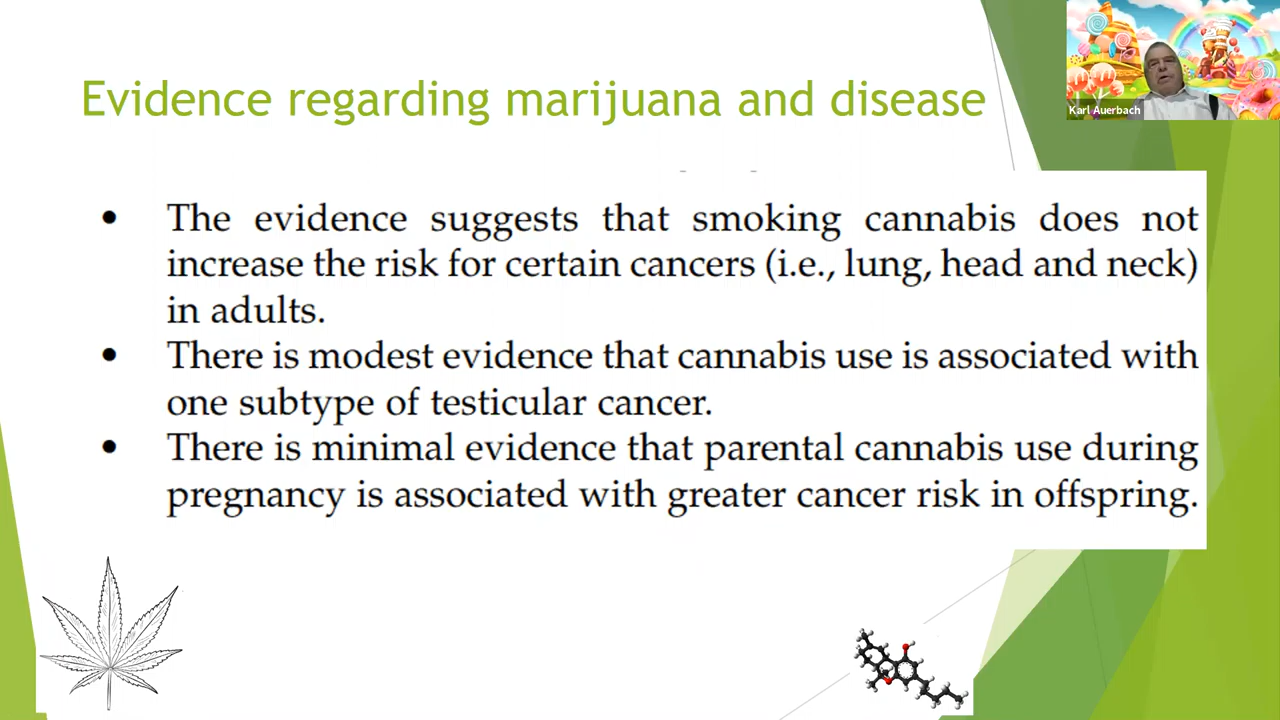 Evidence regarding marijuana and disease
Karl Auerbach
• The evidence suggests that smoking cannabis does not
increase the risk for certain cancers (i.e., lung, head and neck)
in adults.
• There is modest evidence that cannabis use is associated with
one subtype of testicular cancer.
• There is minimal evidence that parental cannabis use during
pregnancy is associated with greater cancer risk in offspring.